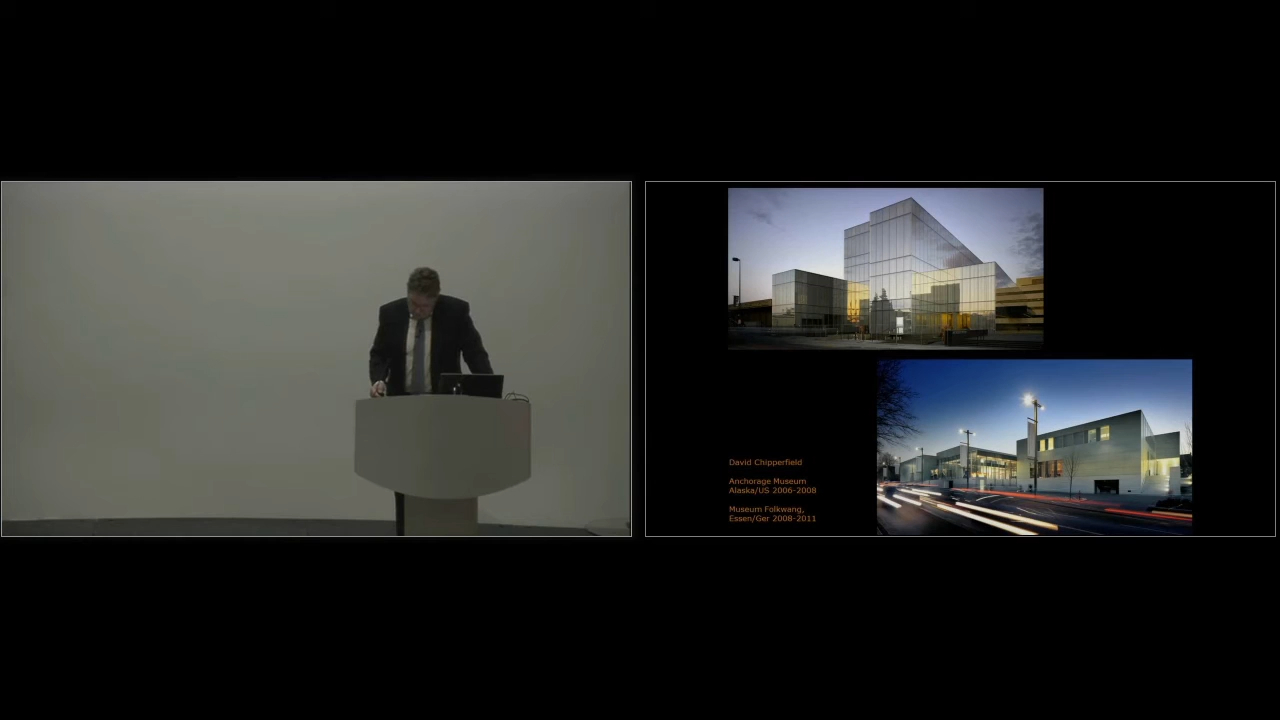 David Chipperfield
Anchorage Museum
Alaska/US 2006-2008
Museum Folkwang,
Essen/Ger 2008-2011